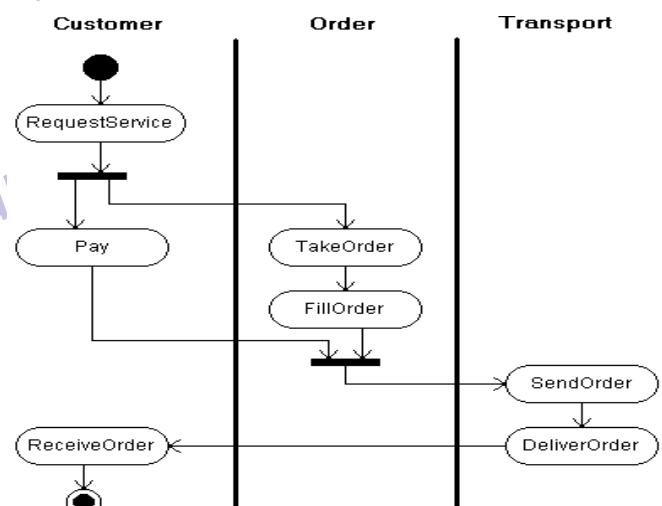 Customer Order Transport
RequestService
Pay TakeOrder
FillOrder
SendOrder
ReceiveOrder DeliverOrder